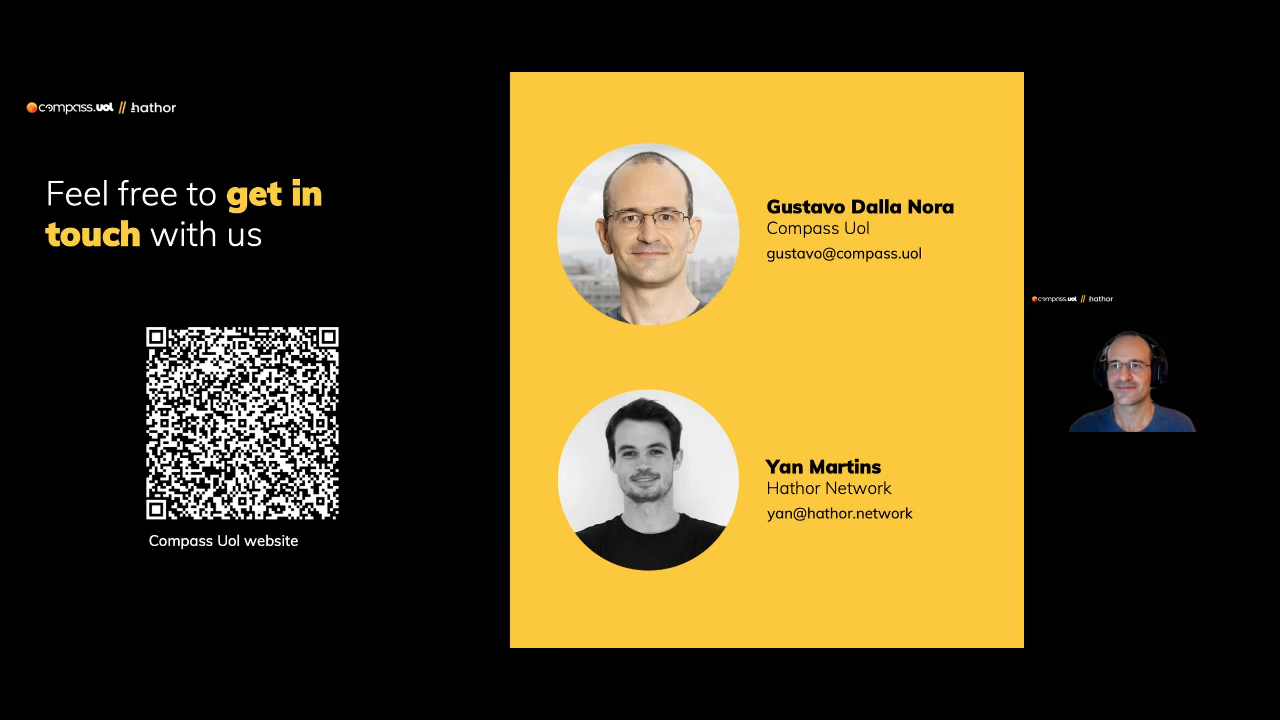 compass.uol // hathor
Feel free to get in
touch with us
Compass Uol website
Gustavo Dalla Nora
Compass Uol
gustavo@compass.uol
Yan Martins
Hathor Network
yan@hathor.network
compass.uol // hathor